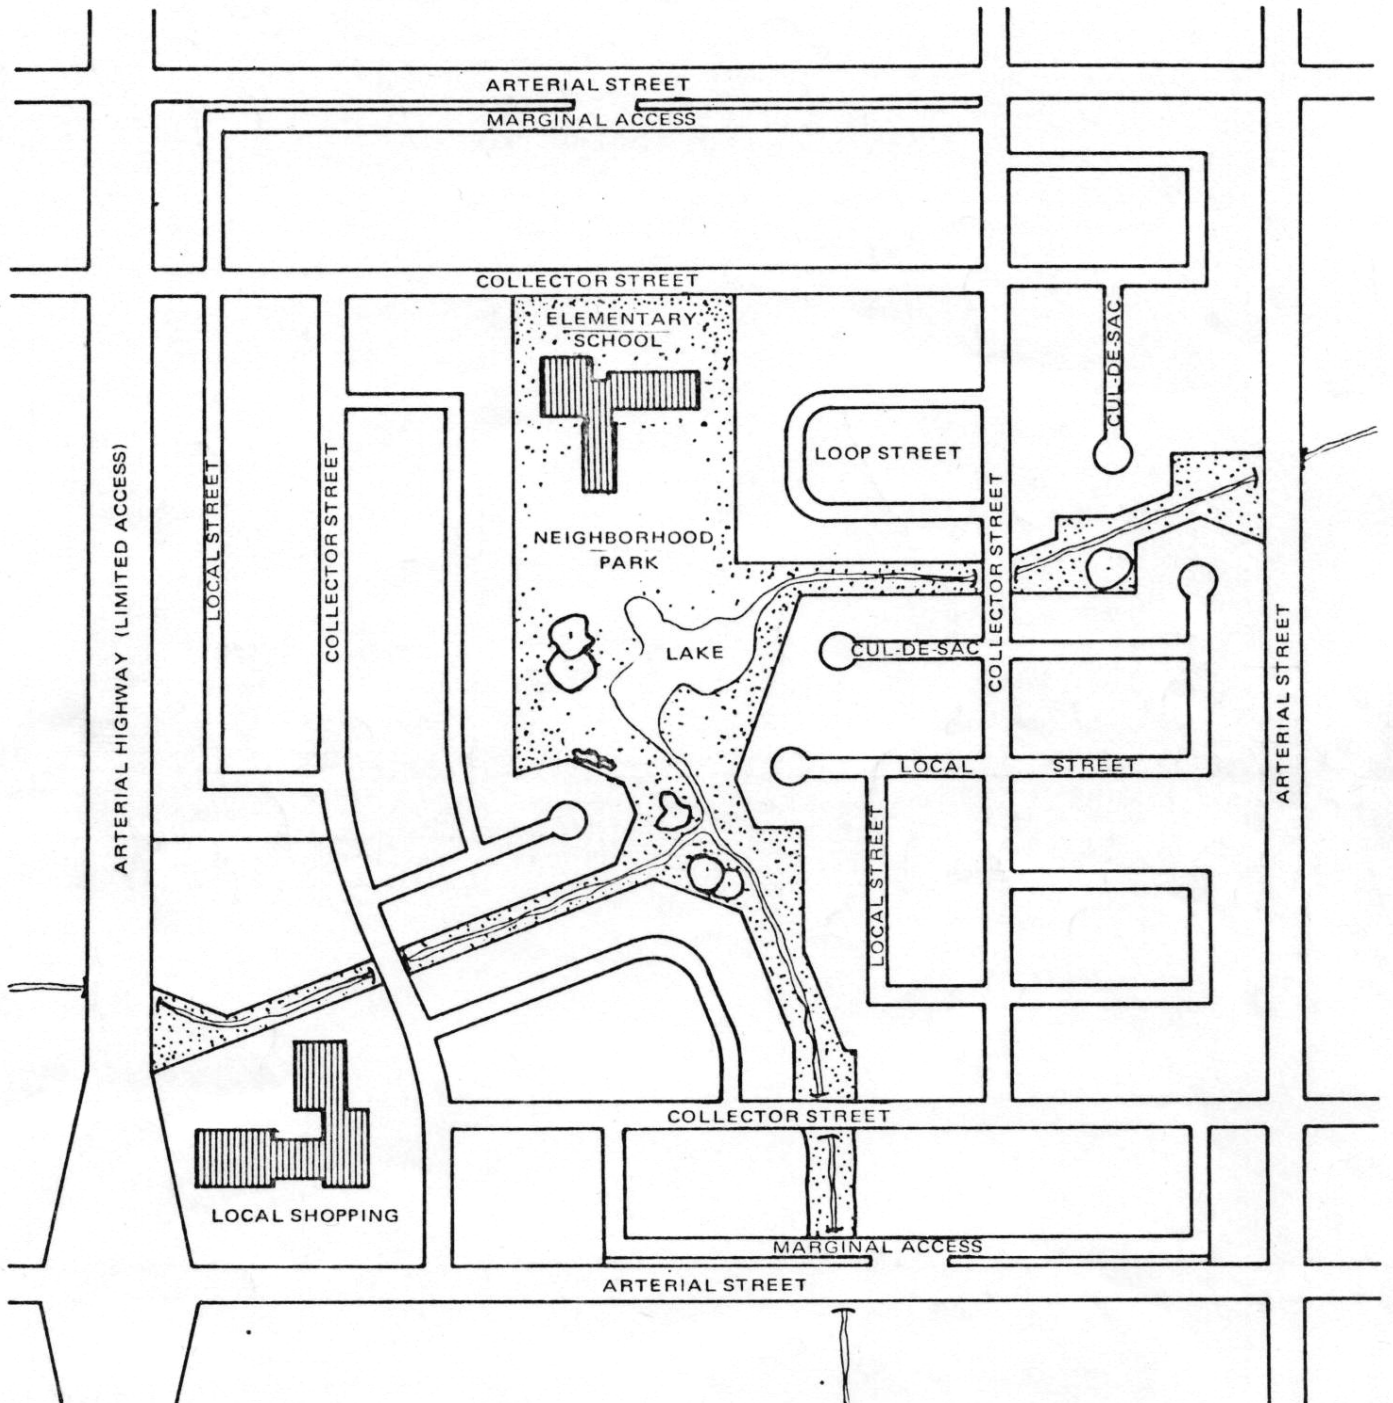 ARTERIAL STREET
MARGINAL ACCESS
COLLECTOR STREET
ELEMENTARY
SCHOOL
CUL-DE-SAC
LOOP STREET
ARTERIAL HIGHWAY (LIMITED ACCESS)
LOCAL STREET
COLLECTOR STREET
NEIGHBORHOOD
PARK
COLLECTOR STREET
LAKE
CUL-DE-SAC
ARTERIAL STREET
LOCAL STREET
LOCAL STREET
COLLECTOR STREET
LOCAL SHOPPING
MARGINAL ACCESS
ARTERIAL STREET